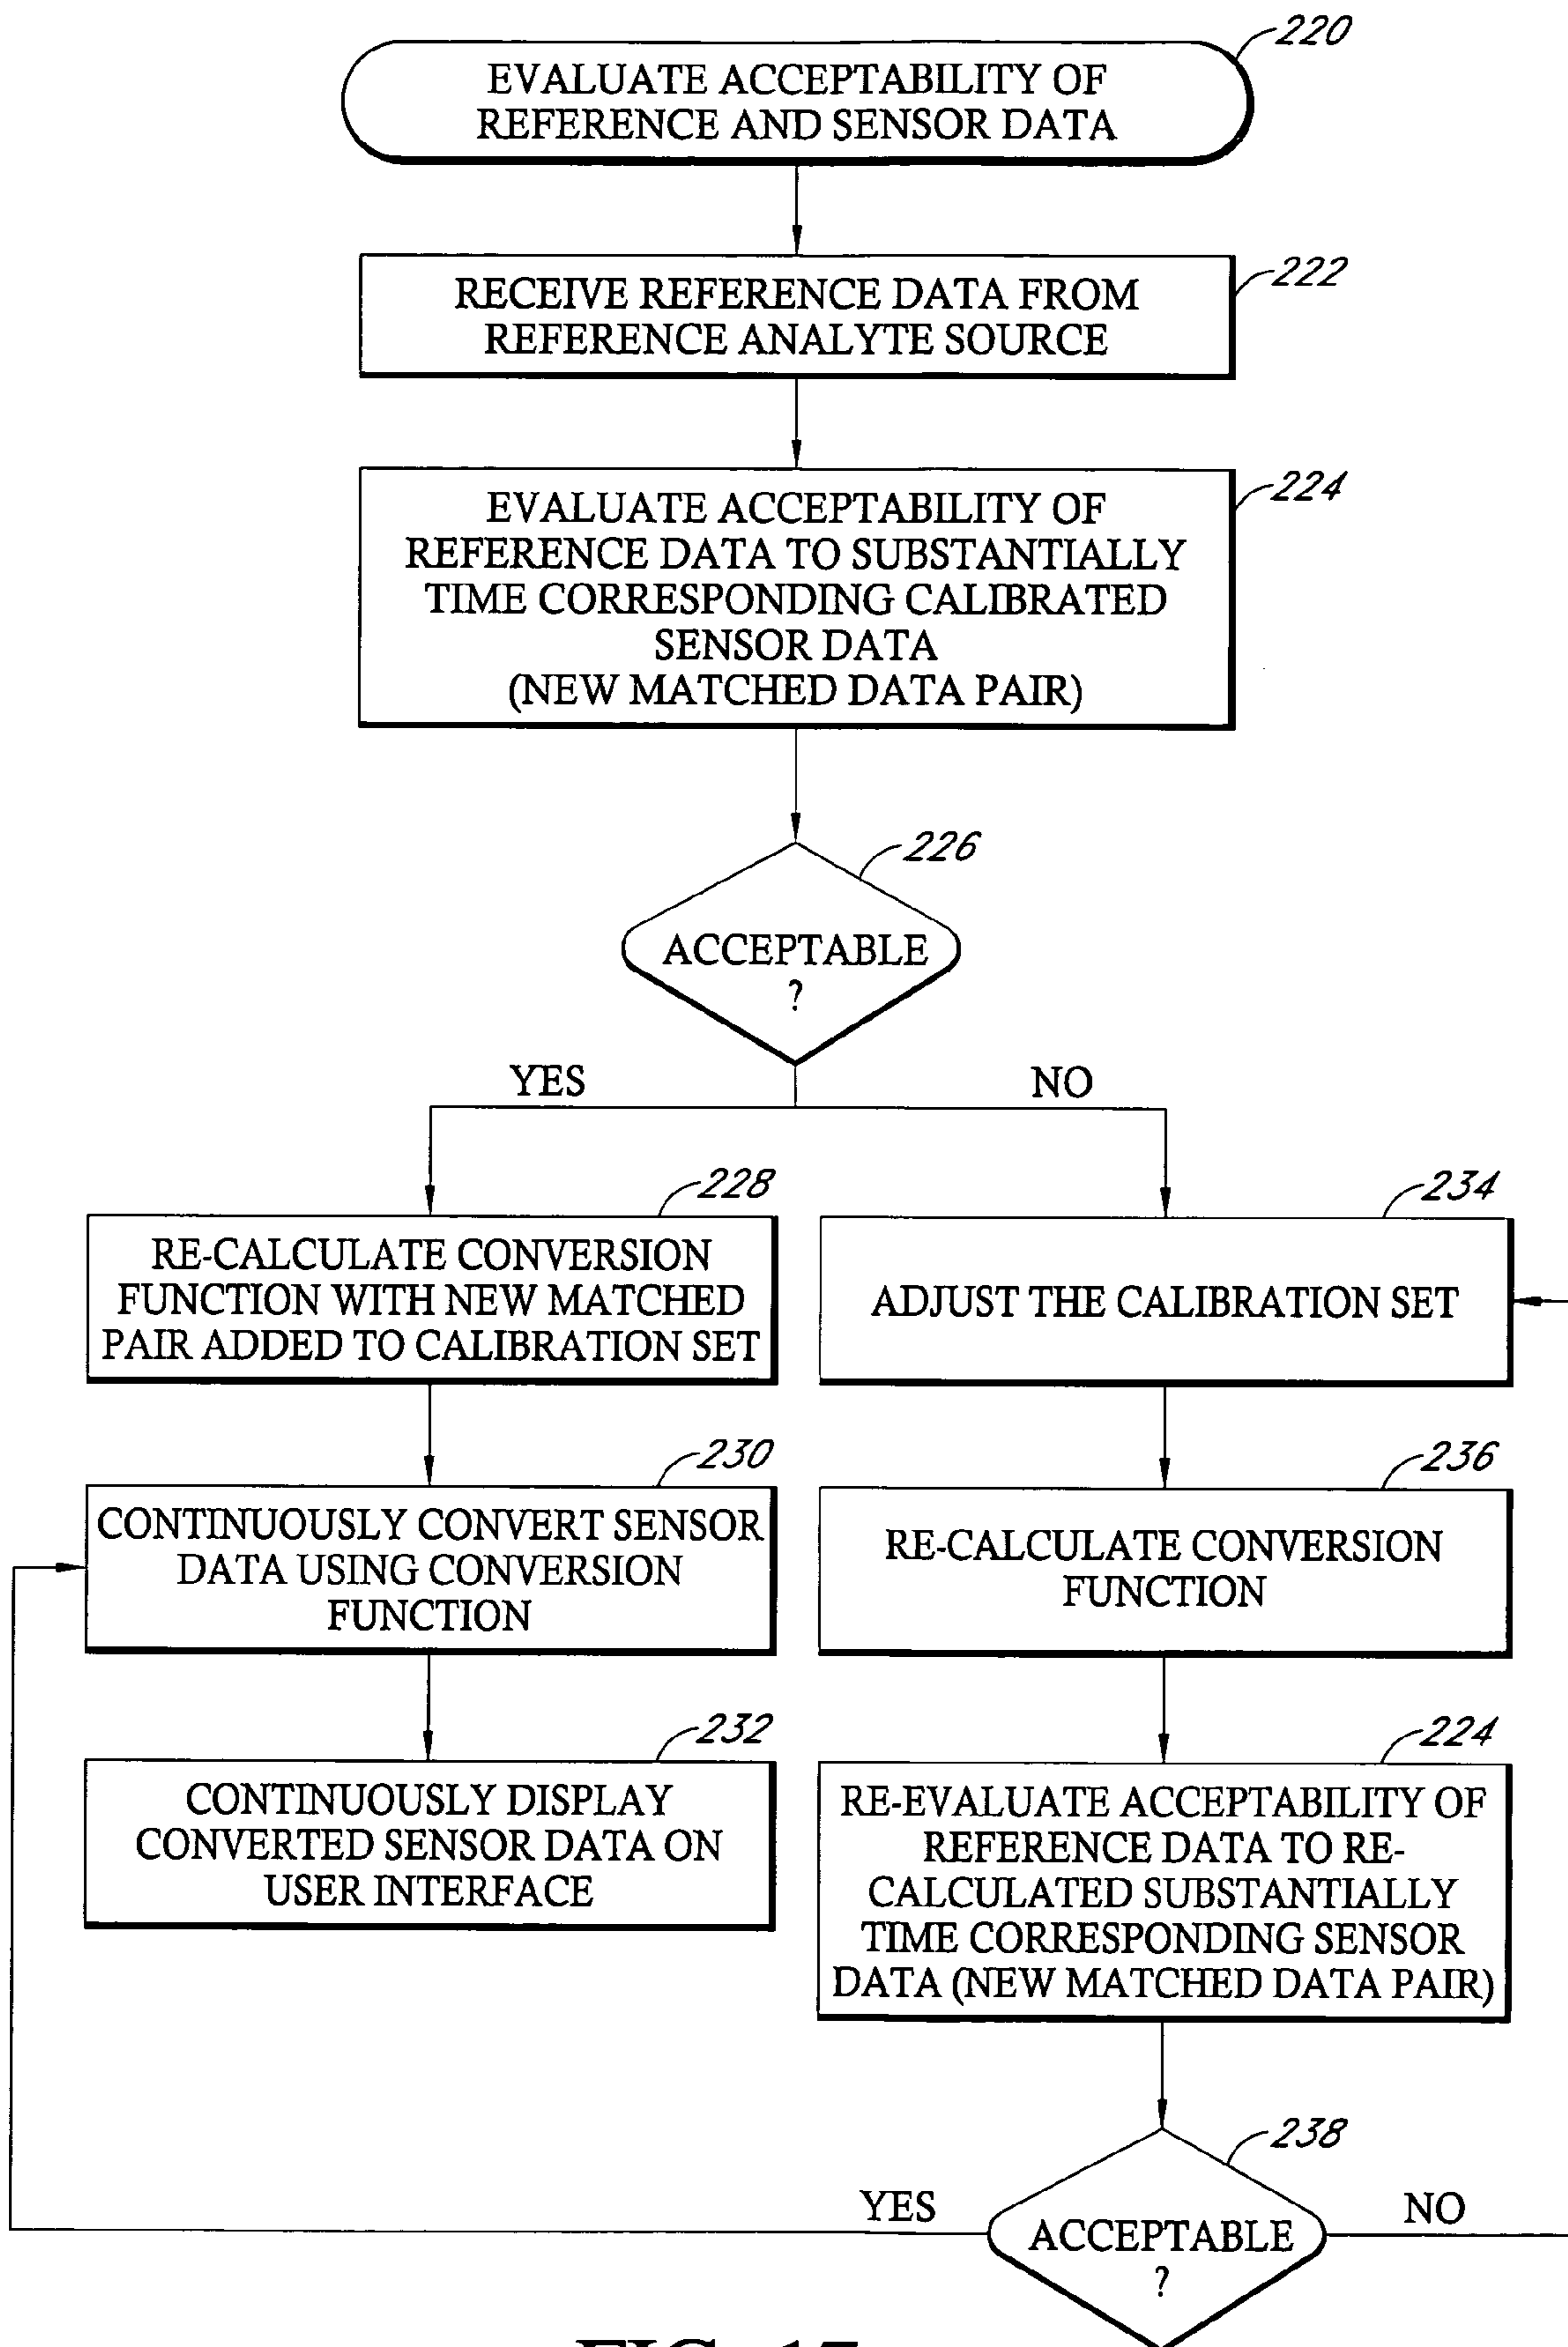 220
EVALUATE ACCEPTABILITY OF
REFERENCE AND SENSOR DATA
222
RECEIVE REFERENCE DATA FROM
REFERENCE ANALYTE SOURCE
224
EVALUATE ACCEPTABILITY OF
REFERENCE DATA TO SUBSTANTIALLY
TIME CORRESPONDING CALIBRATED
SENSOR DATA
(NEW MATCHED DATA PAIR)
226
ACCEPTABLE
?
YES
NO
228
RE-CALCULATE CONVERSION
FUNCTION WITH NEW MATCHED
PAIR ADDED TO CALIBRATION SET
234
ADJUST THE CALIBRATION SET
230
CONTINUOUSLY CONVERT SENSOR
DATA USING CONVERSION
FUNCTION
236
RE-CALCULATE CONVERSION
FUNCTION
232
CONTINUOUSLY DISPLAY
CONVERTED SENSOR DATA ON
USER INTERFACE
224
RE-EVALUATE ACCEPTABILITY OF
REFERENCE DATA TO RE-
CALCULATED SUBSTANTIALLY
TIME CORRESPONDING SENSOR
DATA (NEW MATCHED DATA PAIR)
238
YES
ACCEPTABLE
?
NO